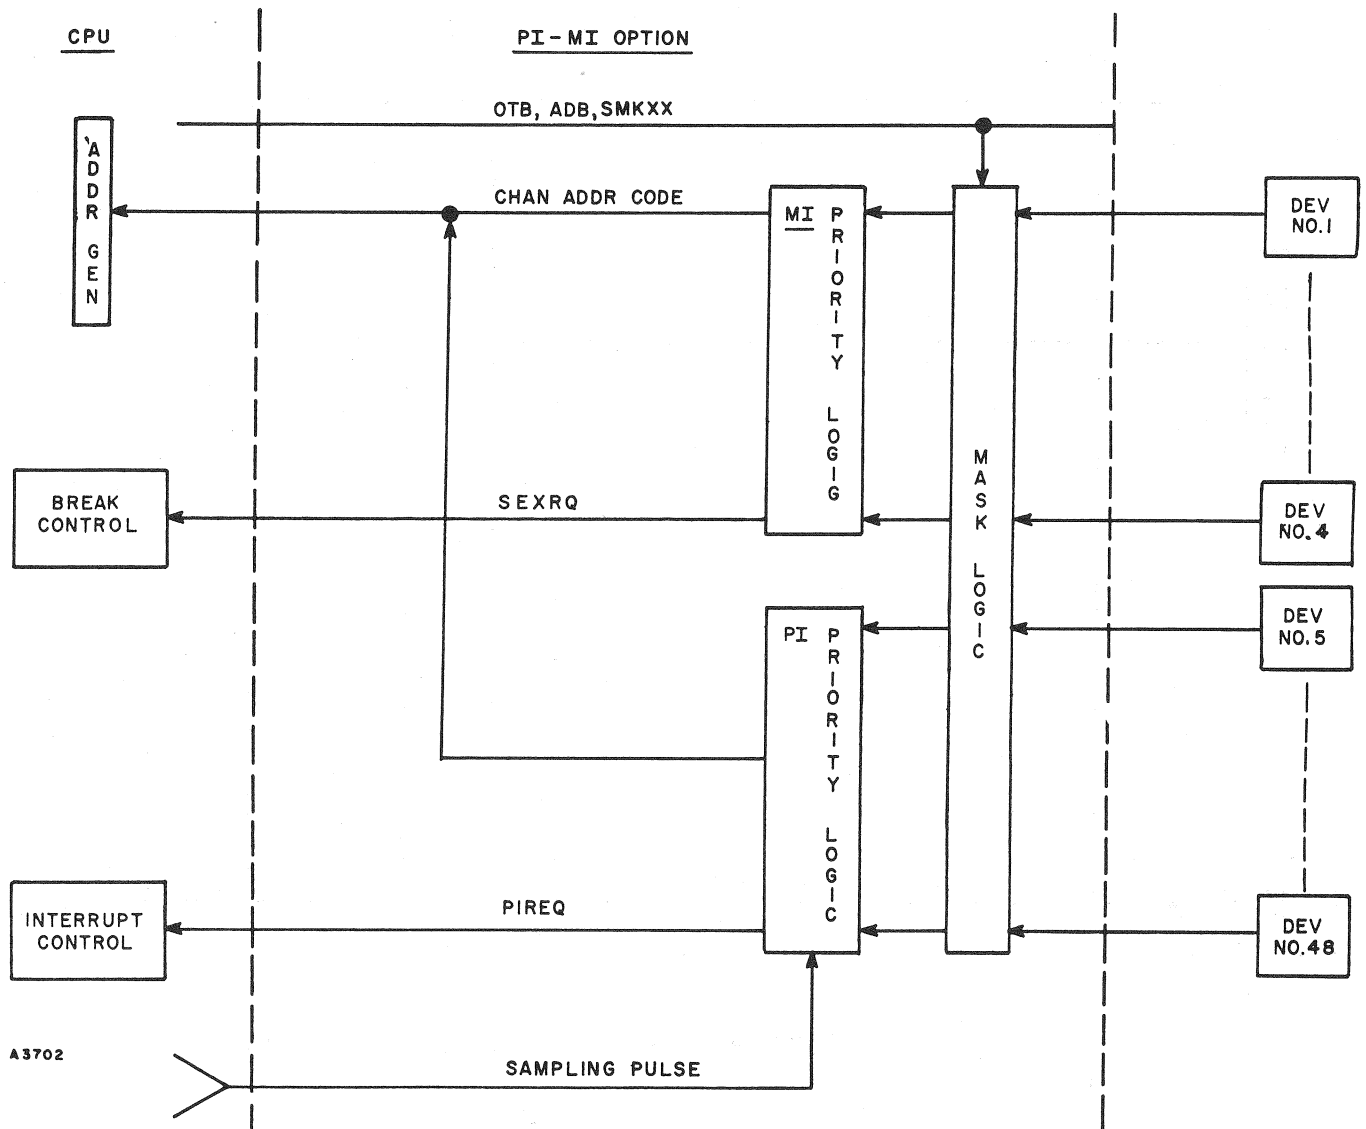 CPU
PI-MI OPTION
OTB, ADB, SMKXX
ADDR GEN
CHAN ADDR CODE
MI PRIORITY LOGIG
MASK LOGIC
DEV
NO.1
BREAK
CONTROL
SEXRQ
DEV
NO.4
PI PRIORITY LOGIC
DEV
NO.5
INTERRUPT
CONTROL
PIREQ
DEV
NO.48
A3702
SAMPLING PULSE